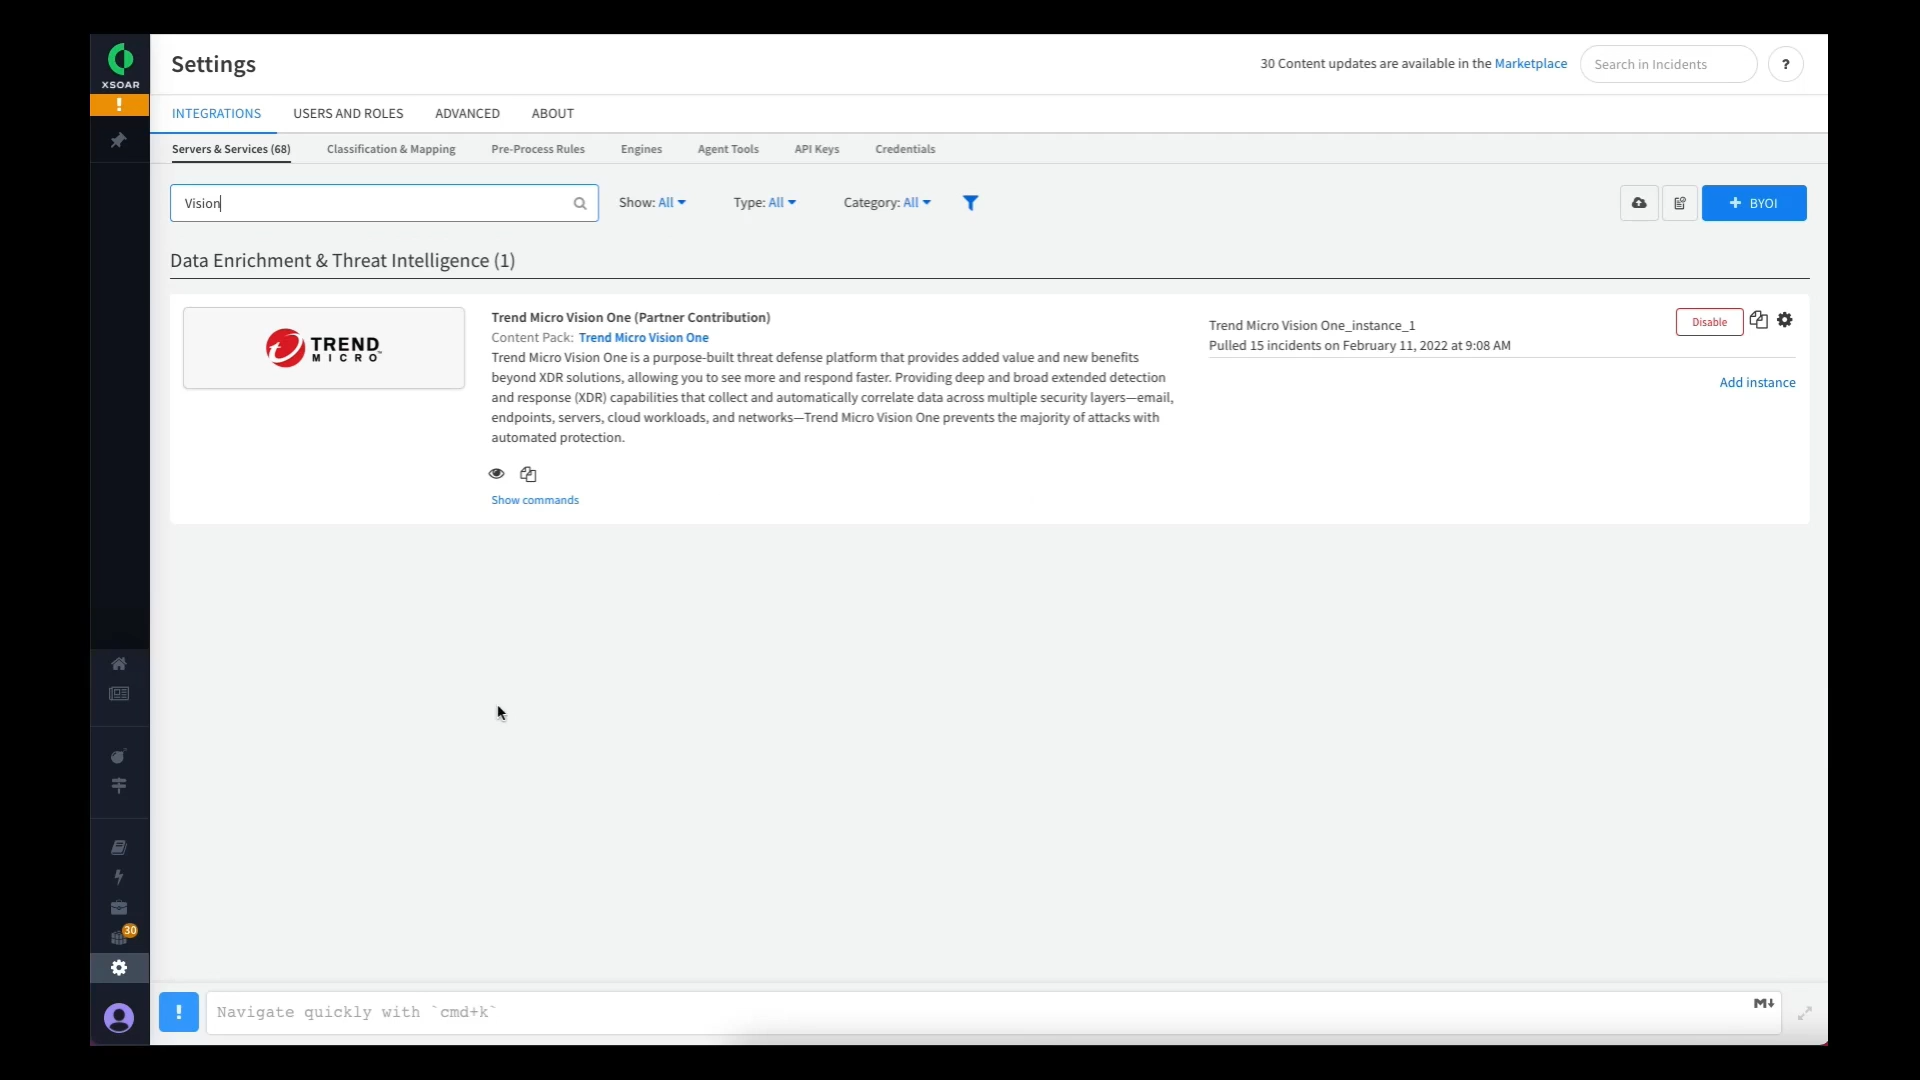 XSOAR
Settings
30 Content updates are available in the Marketplace
Search in Incidents
?
!
INTEGRATIONS
USERS AND ROLES
ADVANCED
ABOUT
Servers & Services (68)
Classification & Mapping
Pre-Process Rules
Engines
Agent Tools
API Keys
Credentials
Vision
Show: All
Type: All
Category: All
+ BYOI
Data Enrichment & Threat Intelligence (1)
TREND
MICRO™
Trend Micro Vision One (Partner Contribution)
Content Pack: Trend Micro Vision One
Trend Micro Vision One is a purpose-built threat defense platform that provides added value and new benefits
beyond XDR solutions, allowing you to see more and respond faster. Providing deep and broad extended detection
and response (XDR) capabilities that collect and automatically correlate data across multiple security layers—email,
endpoints, servers, cloud workloads, and networks—Trend Micro Vision One prevents the majority of attacks with
automated protection.
Show commands
Trend Micro Vision One_instance_1
Pulled 15 incidents on February 11, 2022 at 9:08 AM
Disable
Add instance
30
!
Navigate quickly with `cmd+k`
M↓